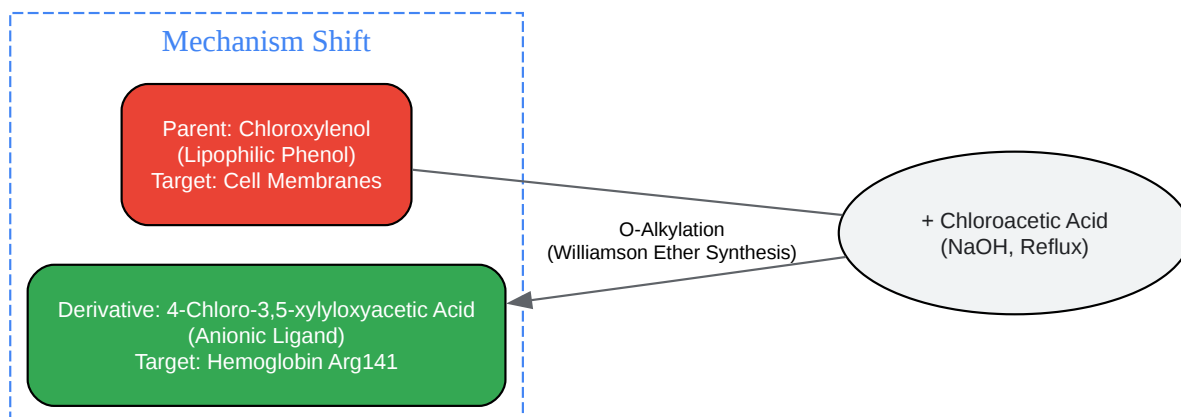 Mechanism Shift
Parent: Chloroxylenol
(Lipophilic Phenol)
Target: Cell Membranes
O-Alkylation
(Williamson Ether Synthesis)
+ Chloroacetic Acid
(NaOH, Reflux)
Derivative: 4-Chloro-3,5-xylyloxyacetic Acid
(Anionic Ligand)
Target: Hemoglobin Arg141